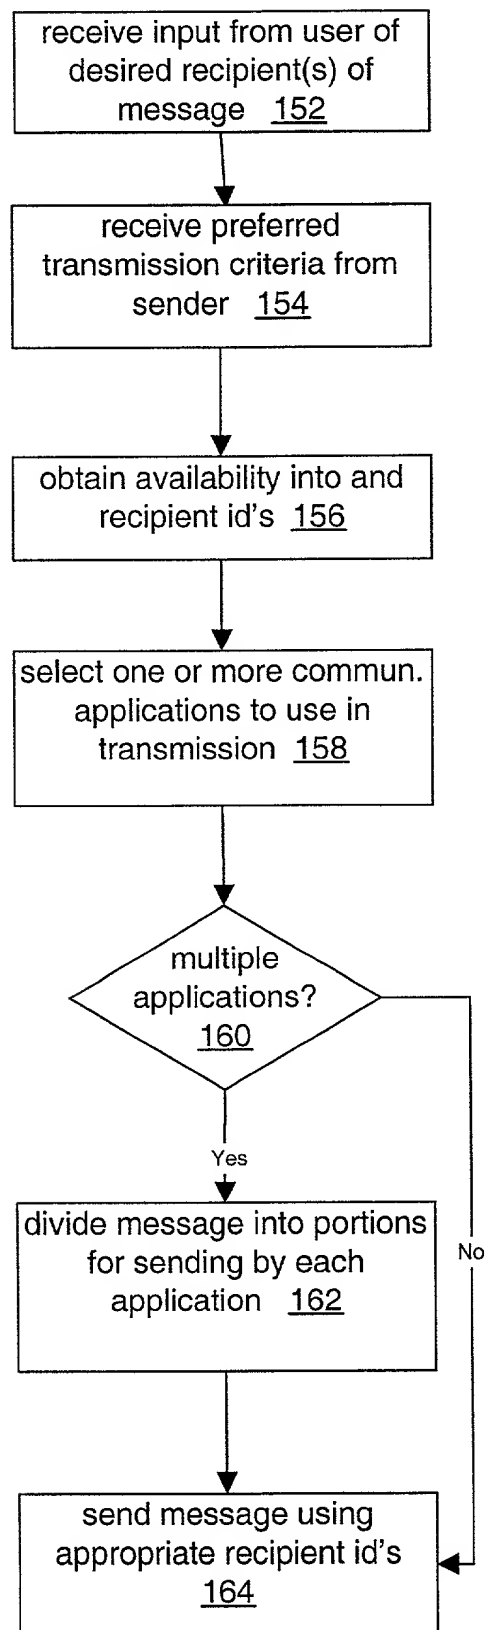 receive input from user of
desired recipient(s) of
message 152
receive preferred
transmission criteria from
sender 154
obtain availability into and
recipient id's 156
select one or more commun.
applications to use in
transmission 158
multiple
applications?
160
Yes
divide message into portions
for sending by each
application 162
No
send message using
appropriate recipient id's
164